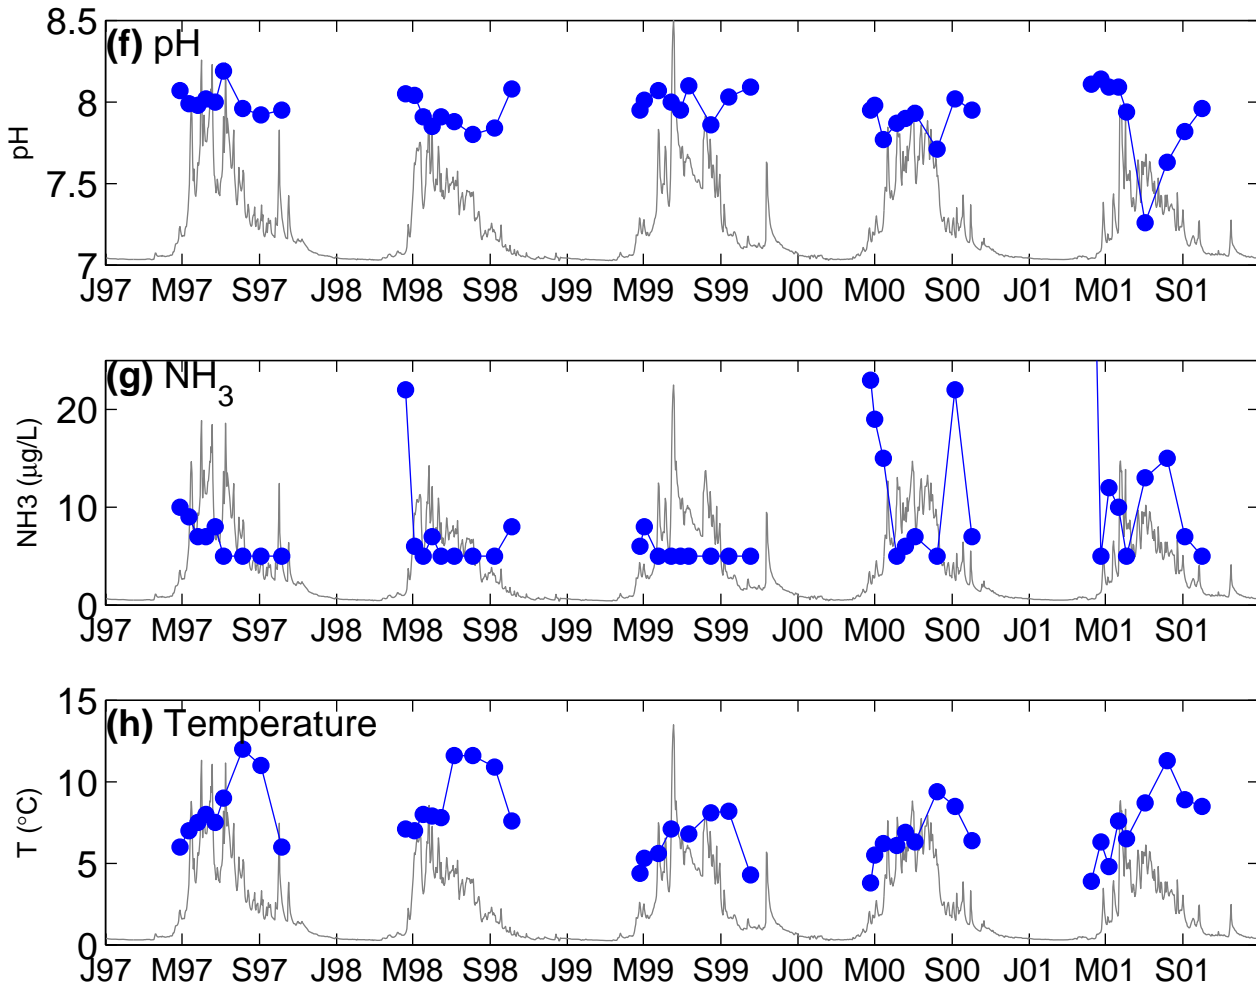 (f) pH
8.5
8
7.5
7
pH
J97 M97 S97 J98 M98 S98 J99 M99 S99 J00 M00 S00 J01 M01 S01
(g) NH3
20
10
0
NH3 (µg/L)
J97 M97 S97 J98 M98 S98 J99 M99 S99 J00 M00 S00 J01 M01 S01
(h) Temperature
15
10
5
0
T (°C)
J97 M97 S97 J98 M98 S98 J99 M99 S99 J00 M00 S00 J01 M01 S01